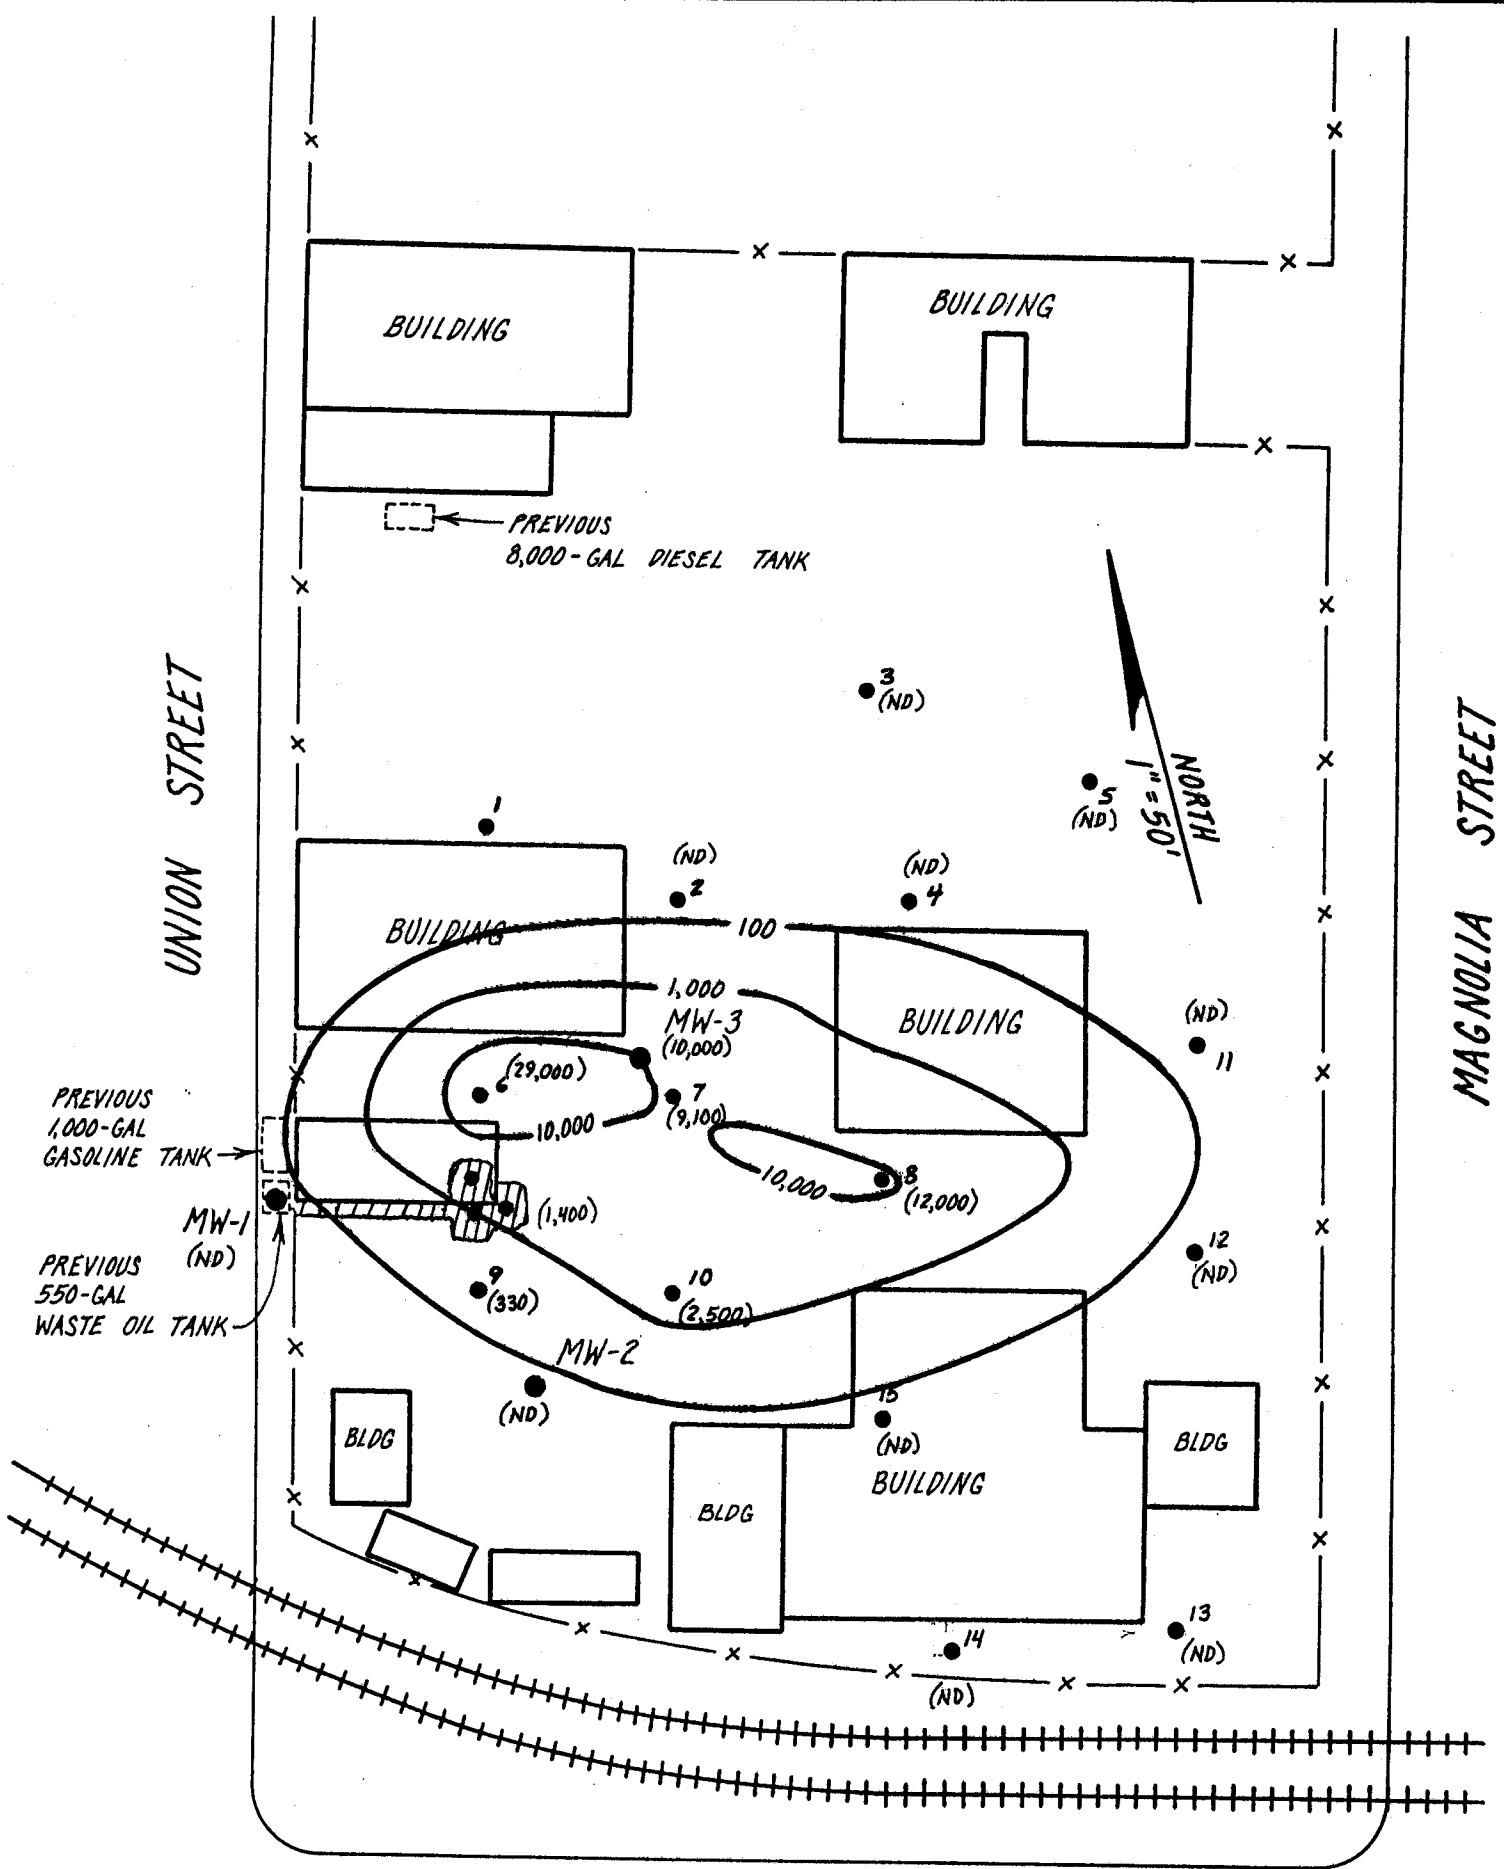 BUILDING
BUILDING
PREVIOUS
8,000-GAL DIESEL TANK
UNION STREET
MAGNOLIA STREET
3
(ND)
5
(ND)
NORTH
1" = 50'
1
(ND)
2
(ND)
4
BUILDING
100
1,000
MW-3
(10,000)
BUILDING
(ND)
11
6
(29,000)
7
(9,100)
10,000
10,000
8
(12,000)
PREVIOUS
1,000-GAL
GASOLINE TANK
MW-1
(ND)
(1,400)
PREVIOUS
550-GAL
WASTE OIL TANK
9
(330)
10
(2,500)
12
(ND)
MW-2
(ND)
15
(ND)
BUILDING
BLDG
BLDG
BLDG
14
(ND)
13
(ND)